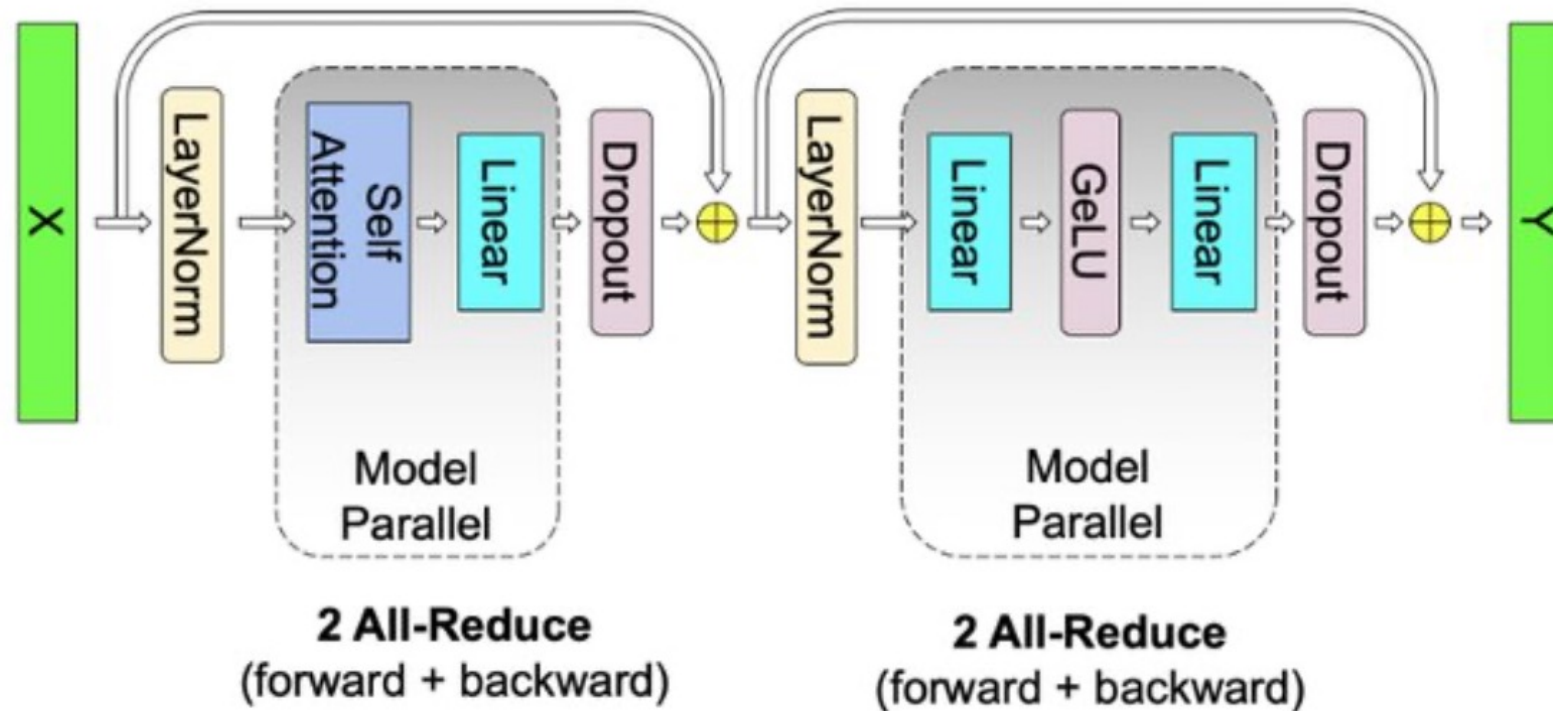 X
LayerNorm
Self
Attention
Linear
Dropout
LayerNorm
Linear
GeLU
Linear
Dropout
Y
Model
Parallel
Model
Parallel
2 All-Reduce
(forward + backward)
2 All-Reduce
(forward + backward)